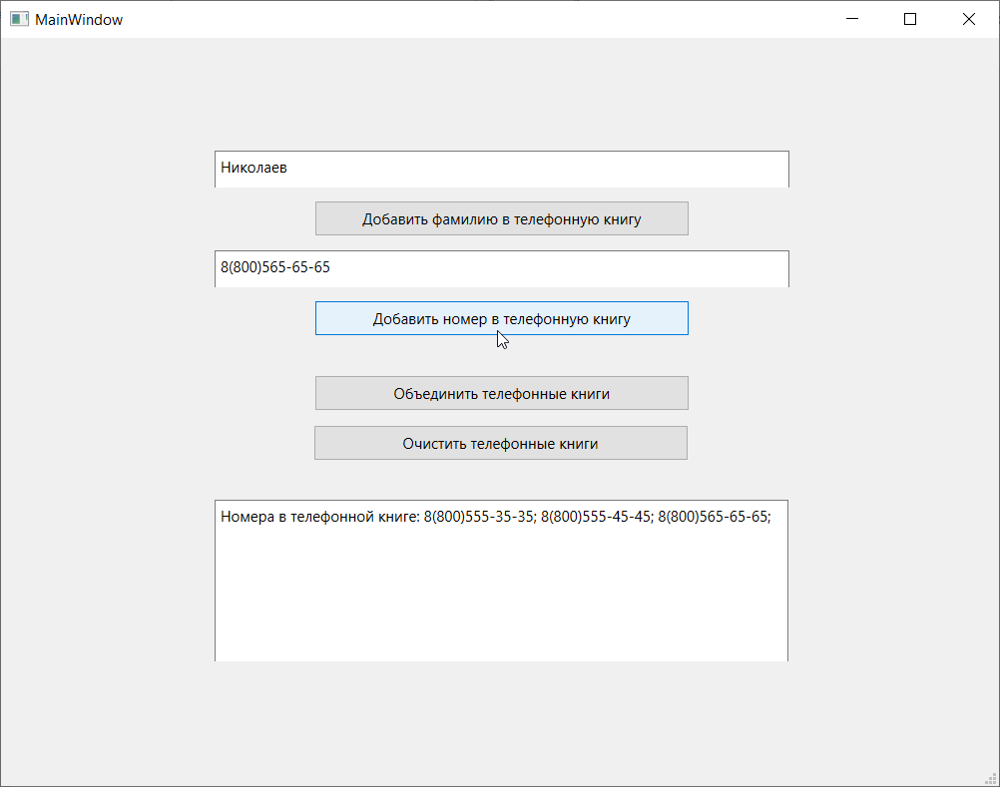 MainWindow
Николаев
Добавить фамилию в телефонную книгу
8(800)565-65-65
Добавить номер в телефонную книгу
Объединить телефонные книги
Очистить телефонные книги
Номера в телефонной книге: 8(800)555-35-35; 8(800)555-45-45; 8(800)565-65-65;